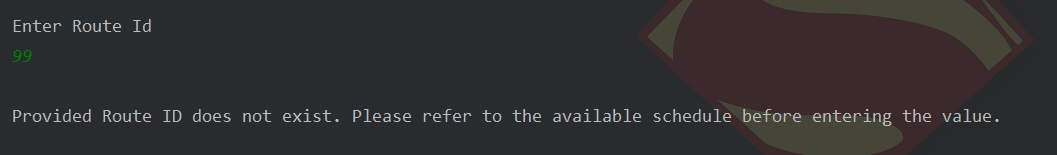 Enter Route Id
99
Provided Route ID does not exist. Please refer to the available schedule before entering the value.